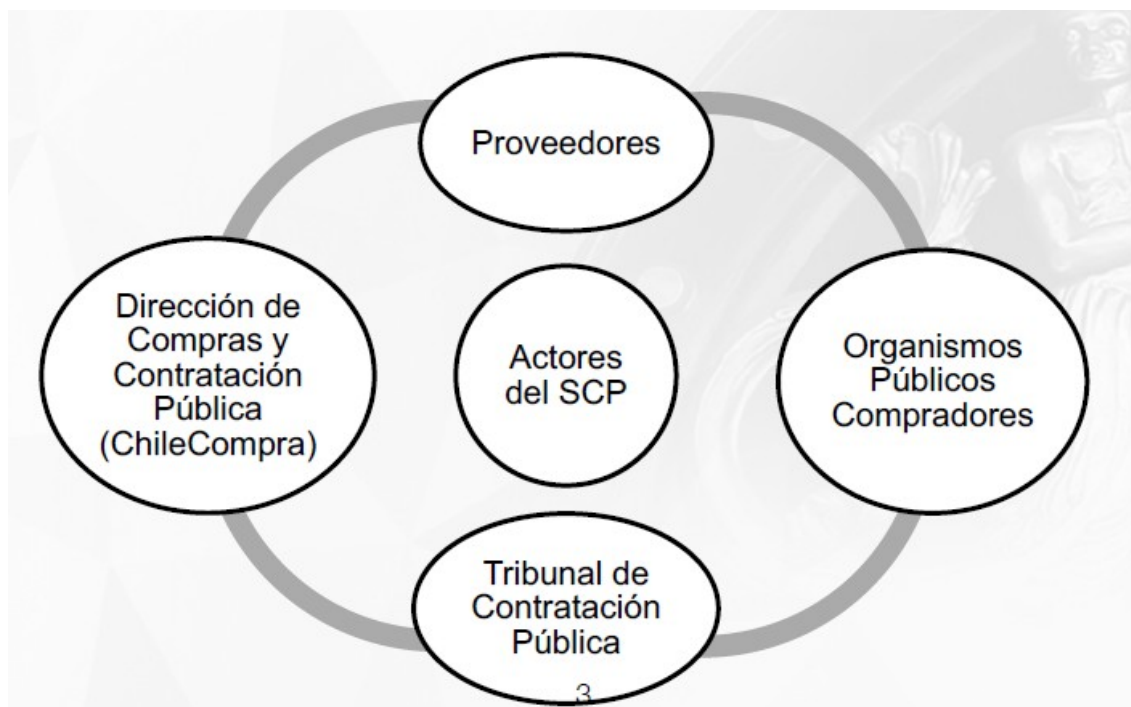 Proveedores
Dirección de
Compras y
Contratación
Pública
(ChileCompra)
Actores
del SCP
Organismos
Públicos
Compradores
Tribunal de
Contratación
Pública
3